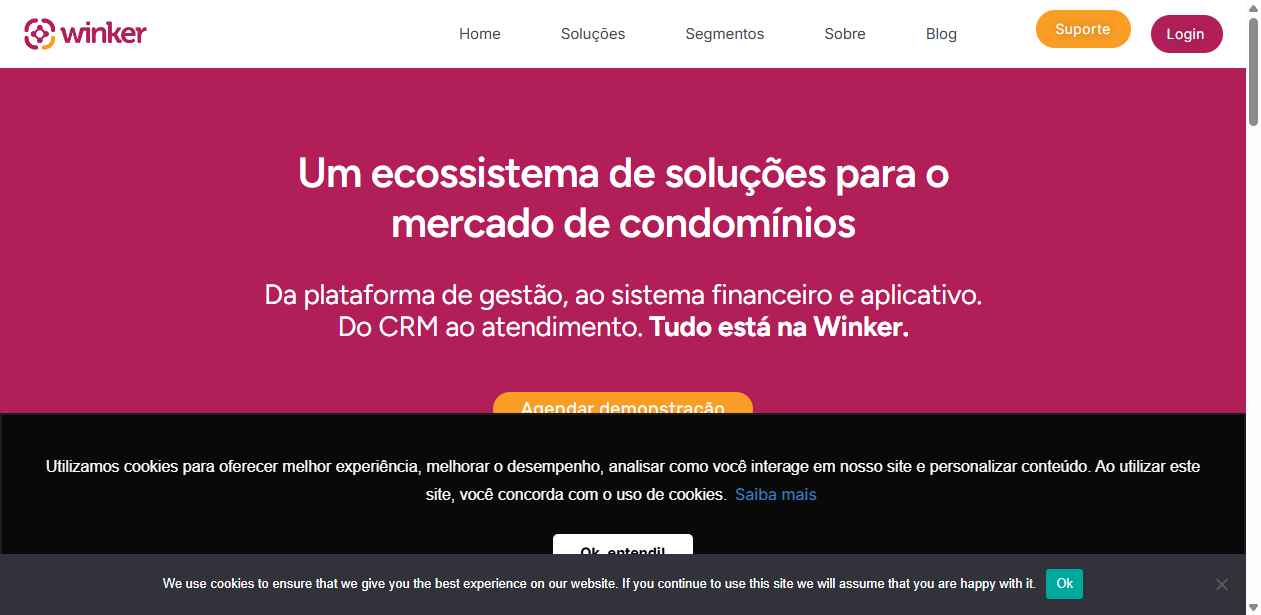 winker
Home
Soluções
Segmentos
Sobre
Blog
Suporte
Login
Um ecossistema de soluções para o
mercado de condomínios
Da plataforma de gestão, ao sistema financeiro e aplicativo.
Do CRM ao atendimento. Tudo está na Winker.
Agendar demonstração
Utilizamos cookies para oferecer melhor experiência, melhorar o desempenho, analisar como você interage em nosso site e personalizar conteúdo. Ao utilizar este
site, você concorda com o uso de cookies. Saiba mais
Ok, entendi!
We use cookies to ensure that we give you the best experience on our website. If you continue to use this site we will assume that you are happy with it.
Ok